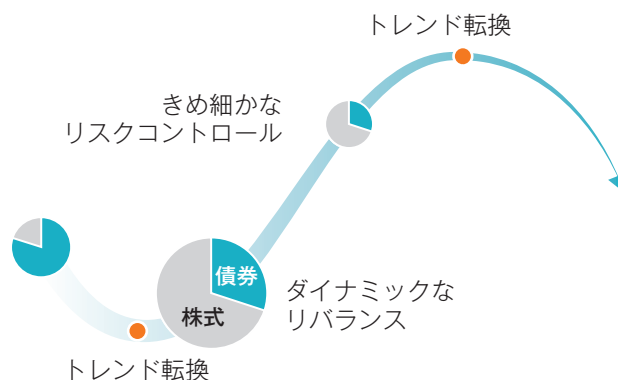 トレンド転換
きめ細かな
リスクコントロール
債券
株式
ダイナミックな
リバランス
トレンド転換